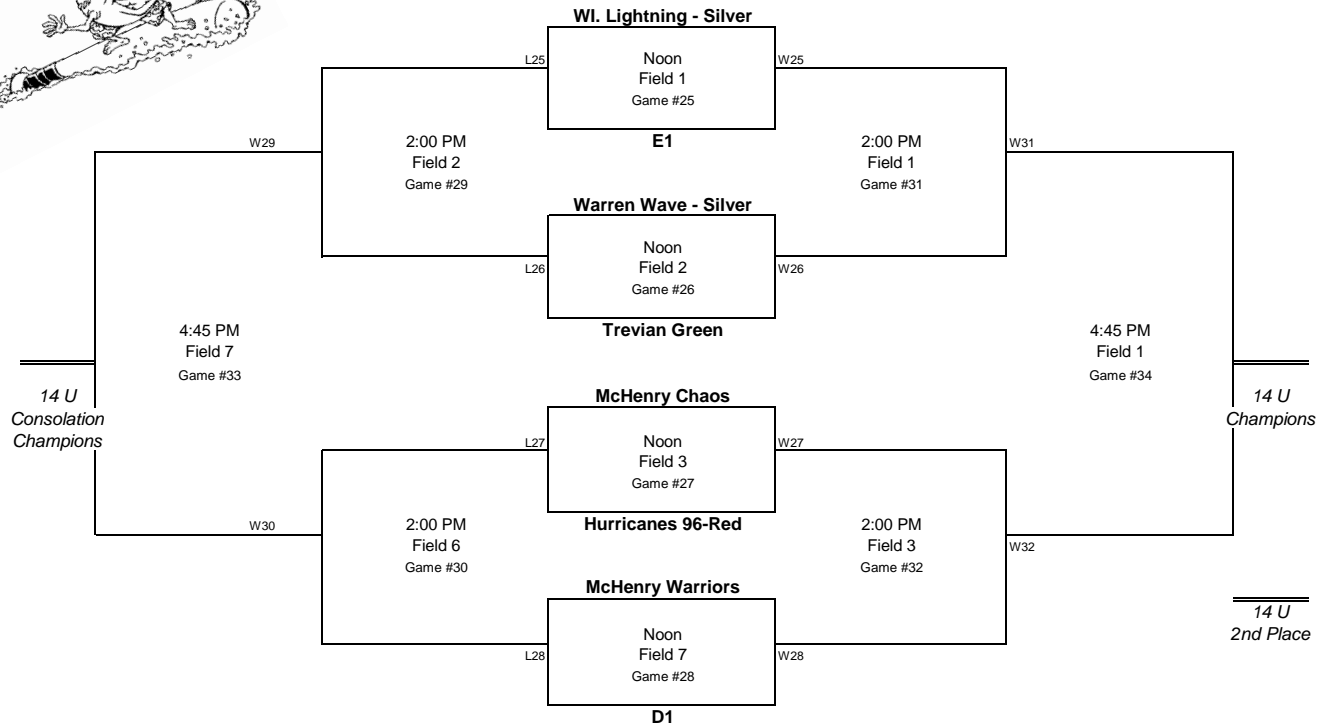 WI. Lightning - Silver
L25
Noon
Field 1
Game #25
W25
E1
W29
2:00 PM
Field 2
Game #29
2:00 PM
Field 1
Game #31
W31
Warren Wave - Silver
L26
Noon
Field 2
Game #26
W26
Trevian Green
4:45 PM
Field 7
Game #33
4:45 PM
Field 1
Game #34
14 U
Consolation
Champions
14 U
Champions
McHenry Chaos
L27
Noon
Field 3
Game #27
W27
Hurricanes 96-Red
W30
2:00 PM
Field 6
Game #30
2:00 PM
Field 3
Game #32
W32
McHenry Warriors
L28
Noon
Field 7
Game #28
W28
D1
14 U
2nd Place